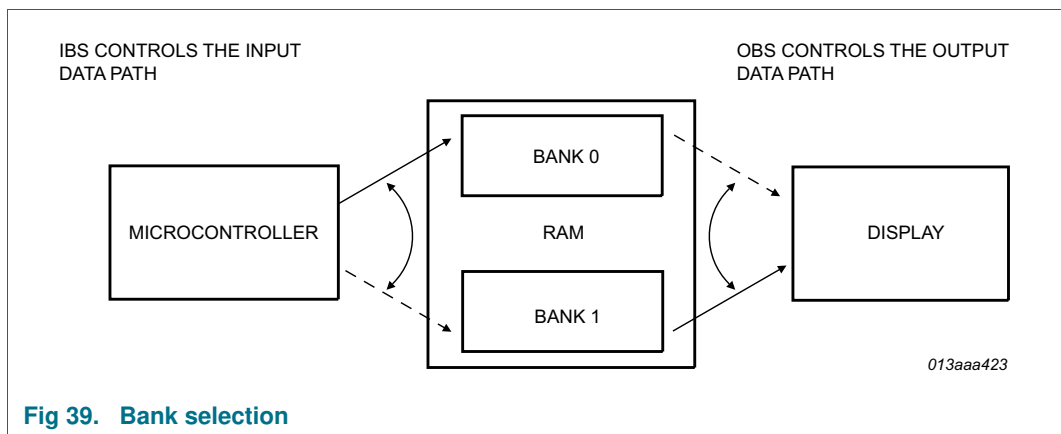 IBS CONTROLS THE INPUT
DATA PATH
OBS CONTROLS THE OUTPUT
DATA PATH
BANK 0
MICROCONTROLLER
RAM
DISPLAY
BANK 1
013aaa423
Fig 39. Bank selection